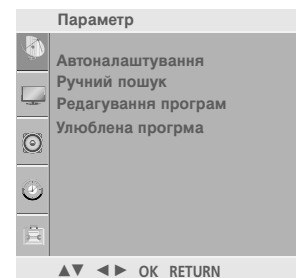 Параметр
Автоналаштування
Ручний пошук
Редагування програм
Улюблена прогрма
▲▼ ◄► OK RETURN